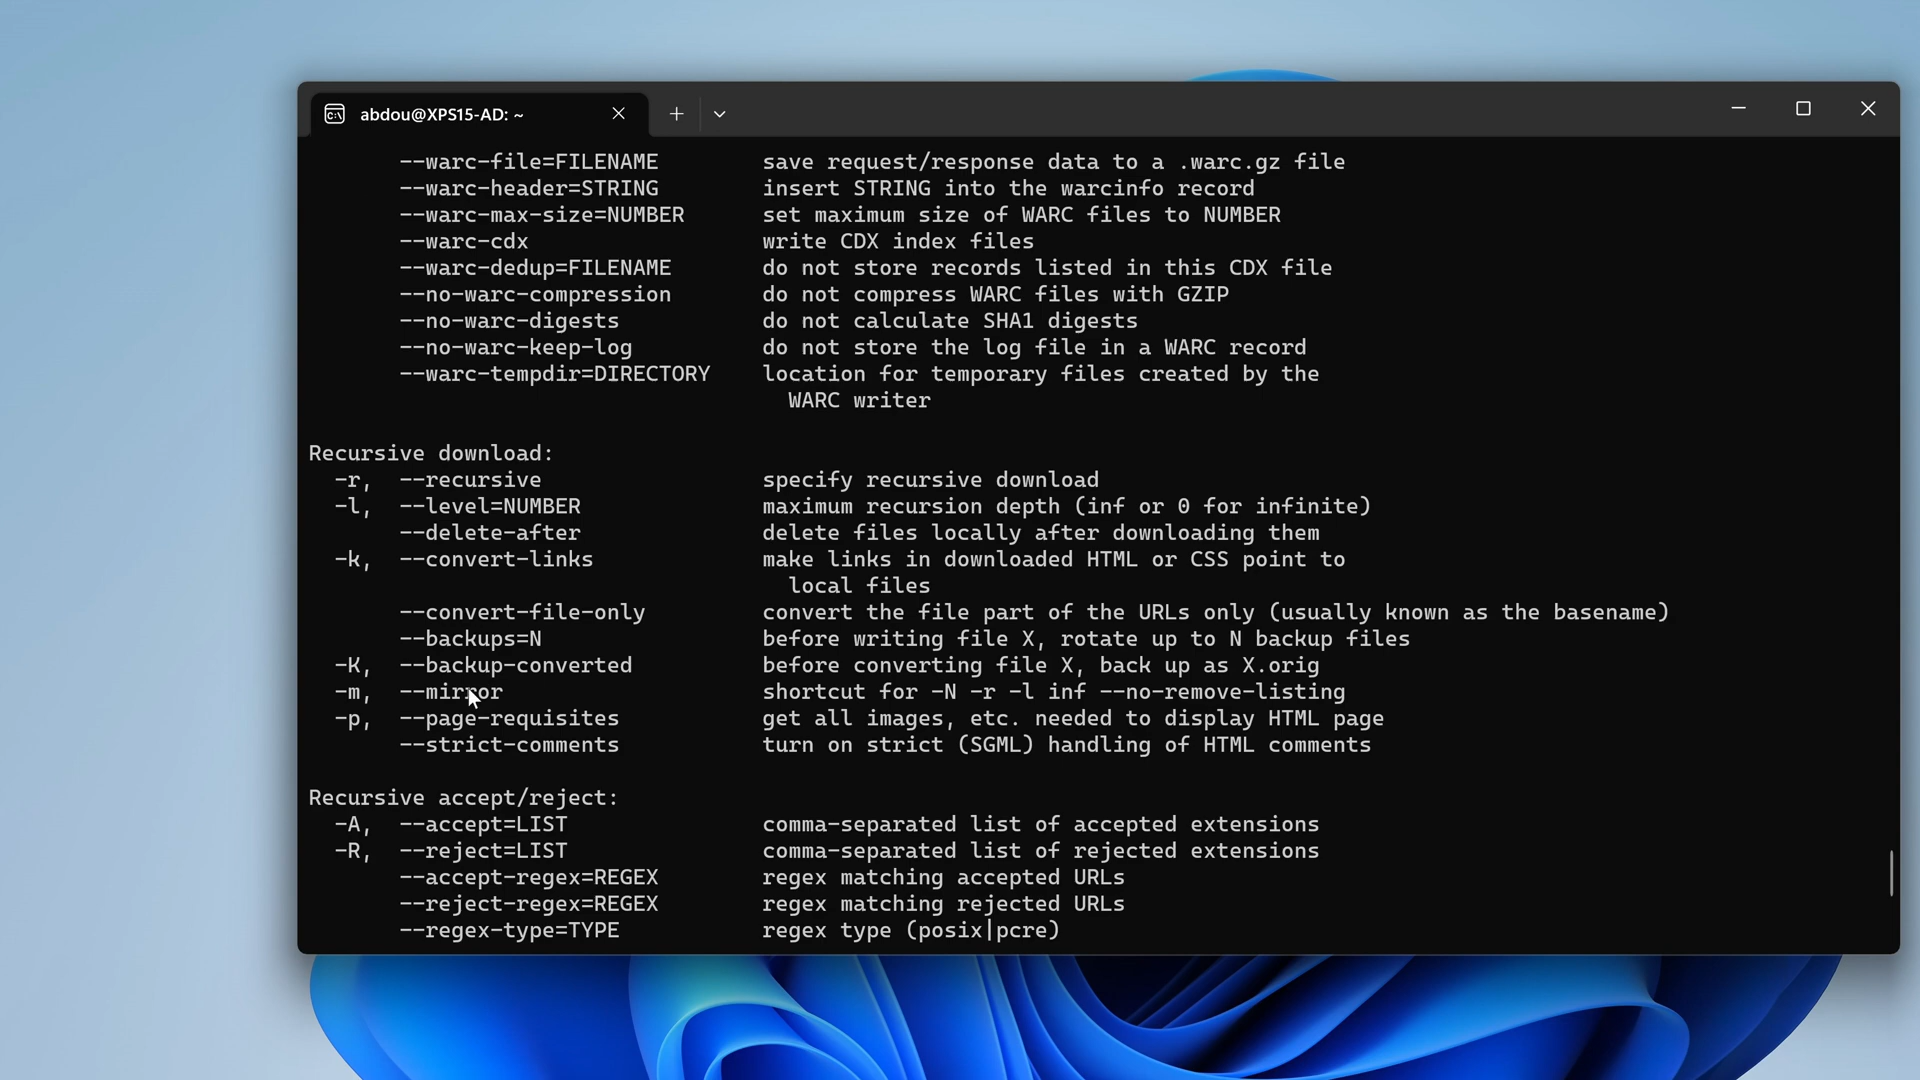 abdou@XPS15-AD: ~
--warc-file=FILENAME save request/response data to a .warc.gz file
--warc-header=STRING insert STRING into the warcinfo record
--warc-max-size=NUMBER set maximum size of WARC files to NUMBER
--warc-cdx write CDX index files
--warc-dedup=FILENAME do not store records listed in this CDX file
--no-warc-compression do not compress WARC files with GZIP
--no-warc-digests do not calculate SHA1 digests
--no-warc-keep-log do not store the log file in a WARC record
--warc-tempdir=DIRECTORY location for temporary files created by the
WARC writer
Recursive download:
-r, --recursive specify recursive download
-l, --level=NUMBER maximum recursion depth (inf or 0 for infinite)
--delete-after delete files locally after downloading them
-k, --convert-links make links in downloaded HTML or CSS point to
local files
--convert-file-only convert the file part of the URLs only (usually known as the basename)
--backups=N before writing file X, rotate up to N backup files
-K, --backup-converted before converting file X, back up as X.orig
-m, --mirror shortcut for -N -r -l inf --no-remove-listing
-p, --page-requisites get all images, etc. needed to display HTML page
--strict-comments turn on strict (SGML) handling of HTML comments
Recursive accept/reject:
-A, --accept=LIST comma-separated list of accepted extensions
-R, --reject=LIST comma-separated list of rejected extensions
--accept-regex=REGEX regex matching accepted URLs
--reject-regex=REGEX regex matching rejected URLs
--regex-type=TYPE regex type (posix|pcre)